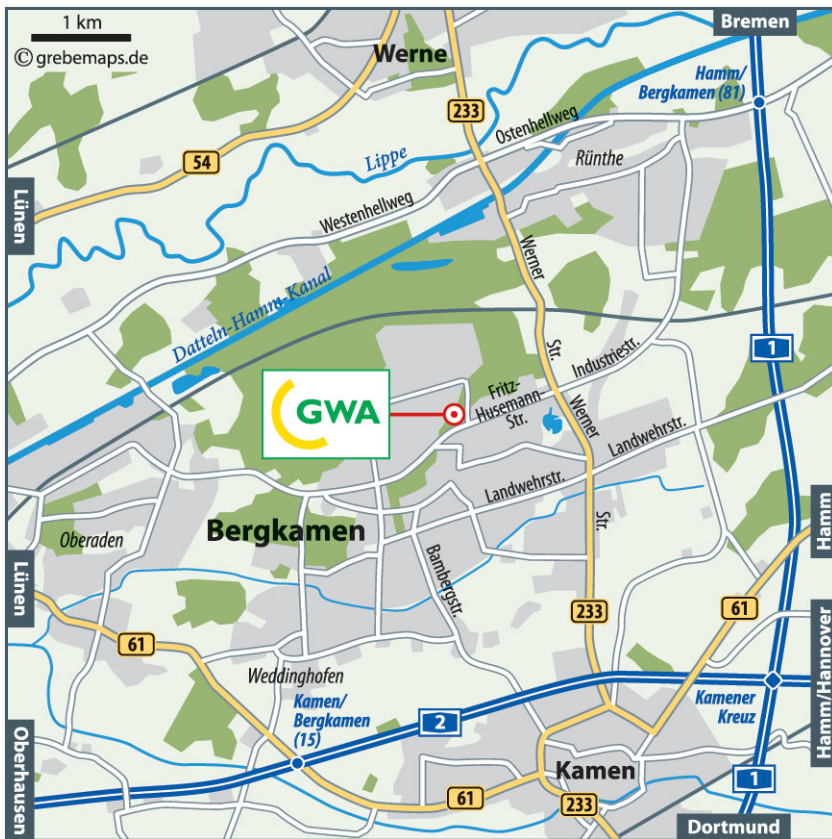 1 km
© grebemaps.de
Bremen
Werne
Hamm/
Bergkamen (81)
233
Ostenhellweg
Lippe
54
Rünthe
Lünen
Westenhellweg
Werner
Datteln-Hamm-Kanal
Str.
1
Industriestr.
GWA
Fritz-
Husemann-
Str.
Werner
Landwehrstr.
Landwehrstr.
Bergkamen
Oberaden
Str.
Hamm
Bambergstr.
Lünen
233
61
61
Weddinghofen
Kamen/
Bergkamen
(15)
Hamm/Hannover
Kamener
Kreuz
2
Oberhausen
Kamen
1
61
233
Dortmund